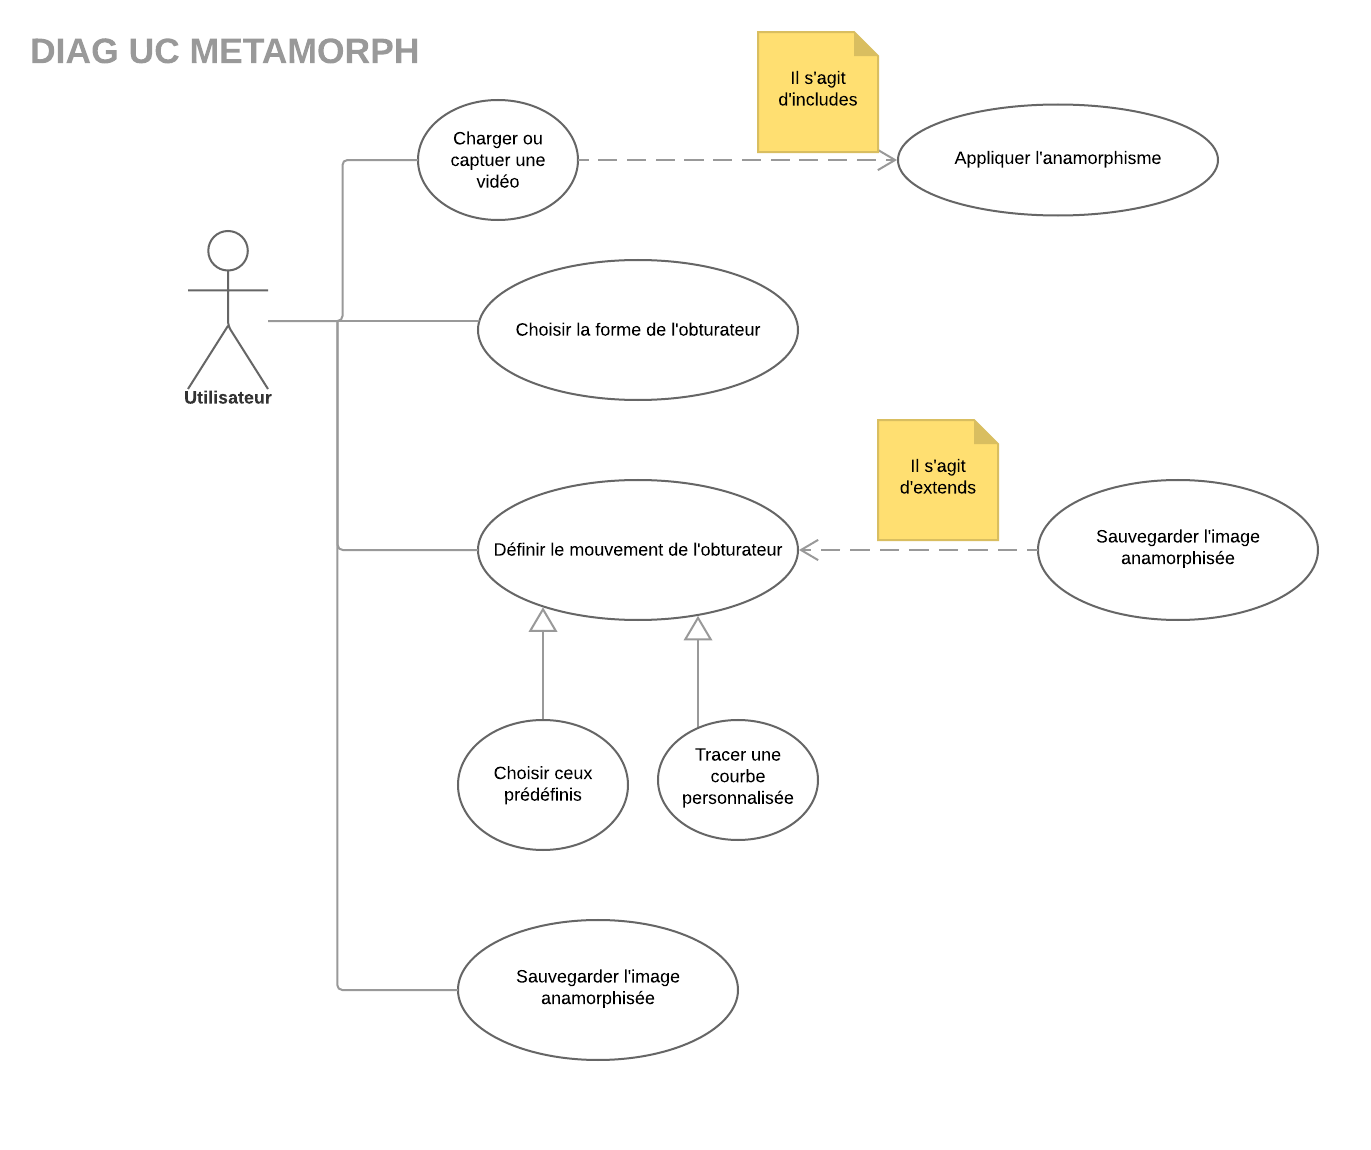 DIAG UC METAMORPH
Il s'agit
d'includes
Charger ou
captuer une
vidéo
Appliquer l'anamorphisme
Utilisateur
Choisir la forme de l'obturateur
Il s'agit
d'extends
Définir le mouvement de l'obturateur
Sauvegarder l'image
anamorphisée
Choisir ceux
prédéfinis
Tracer une
courbe
personnalisée
Sauvegarder l'image
anamorphisée